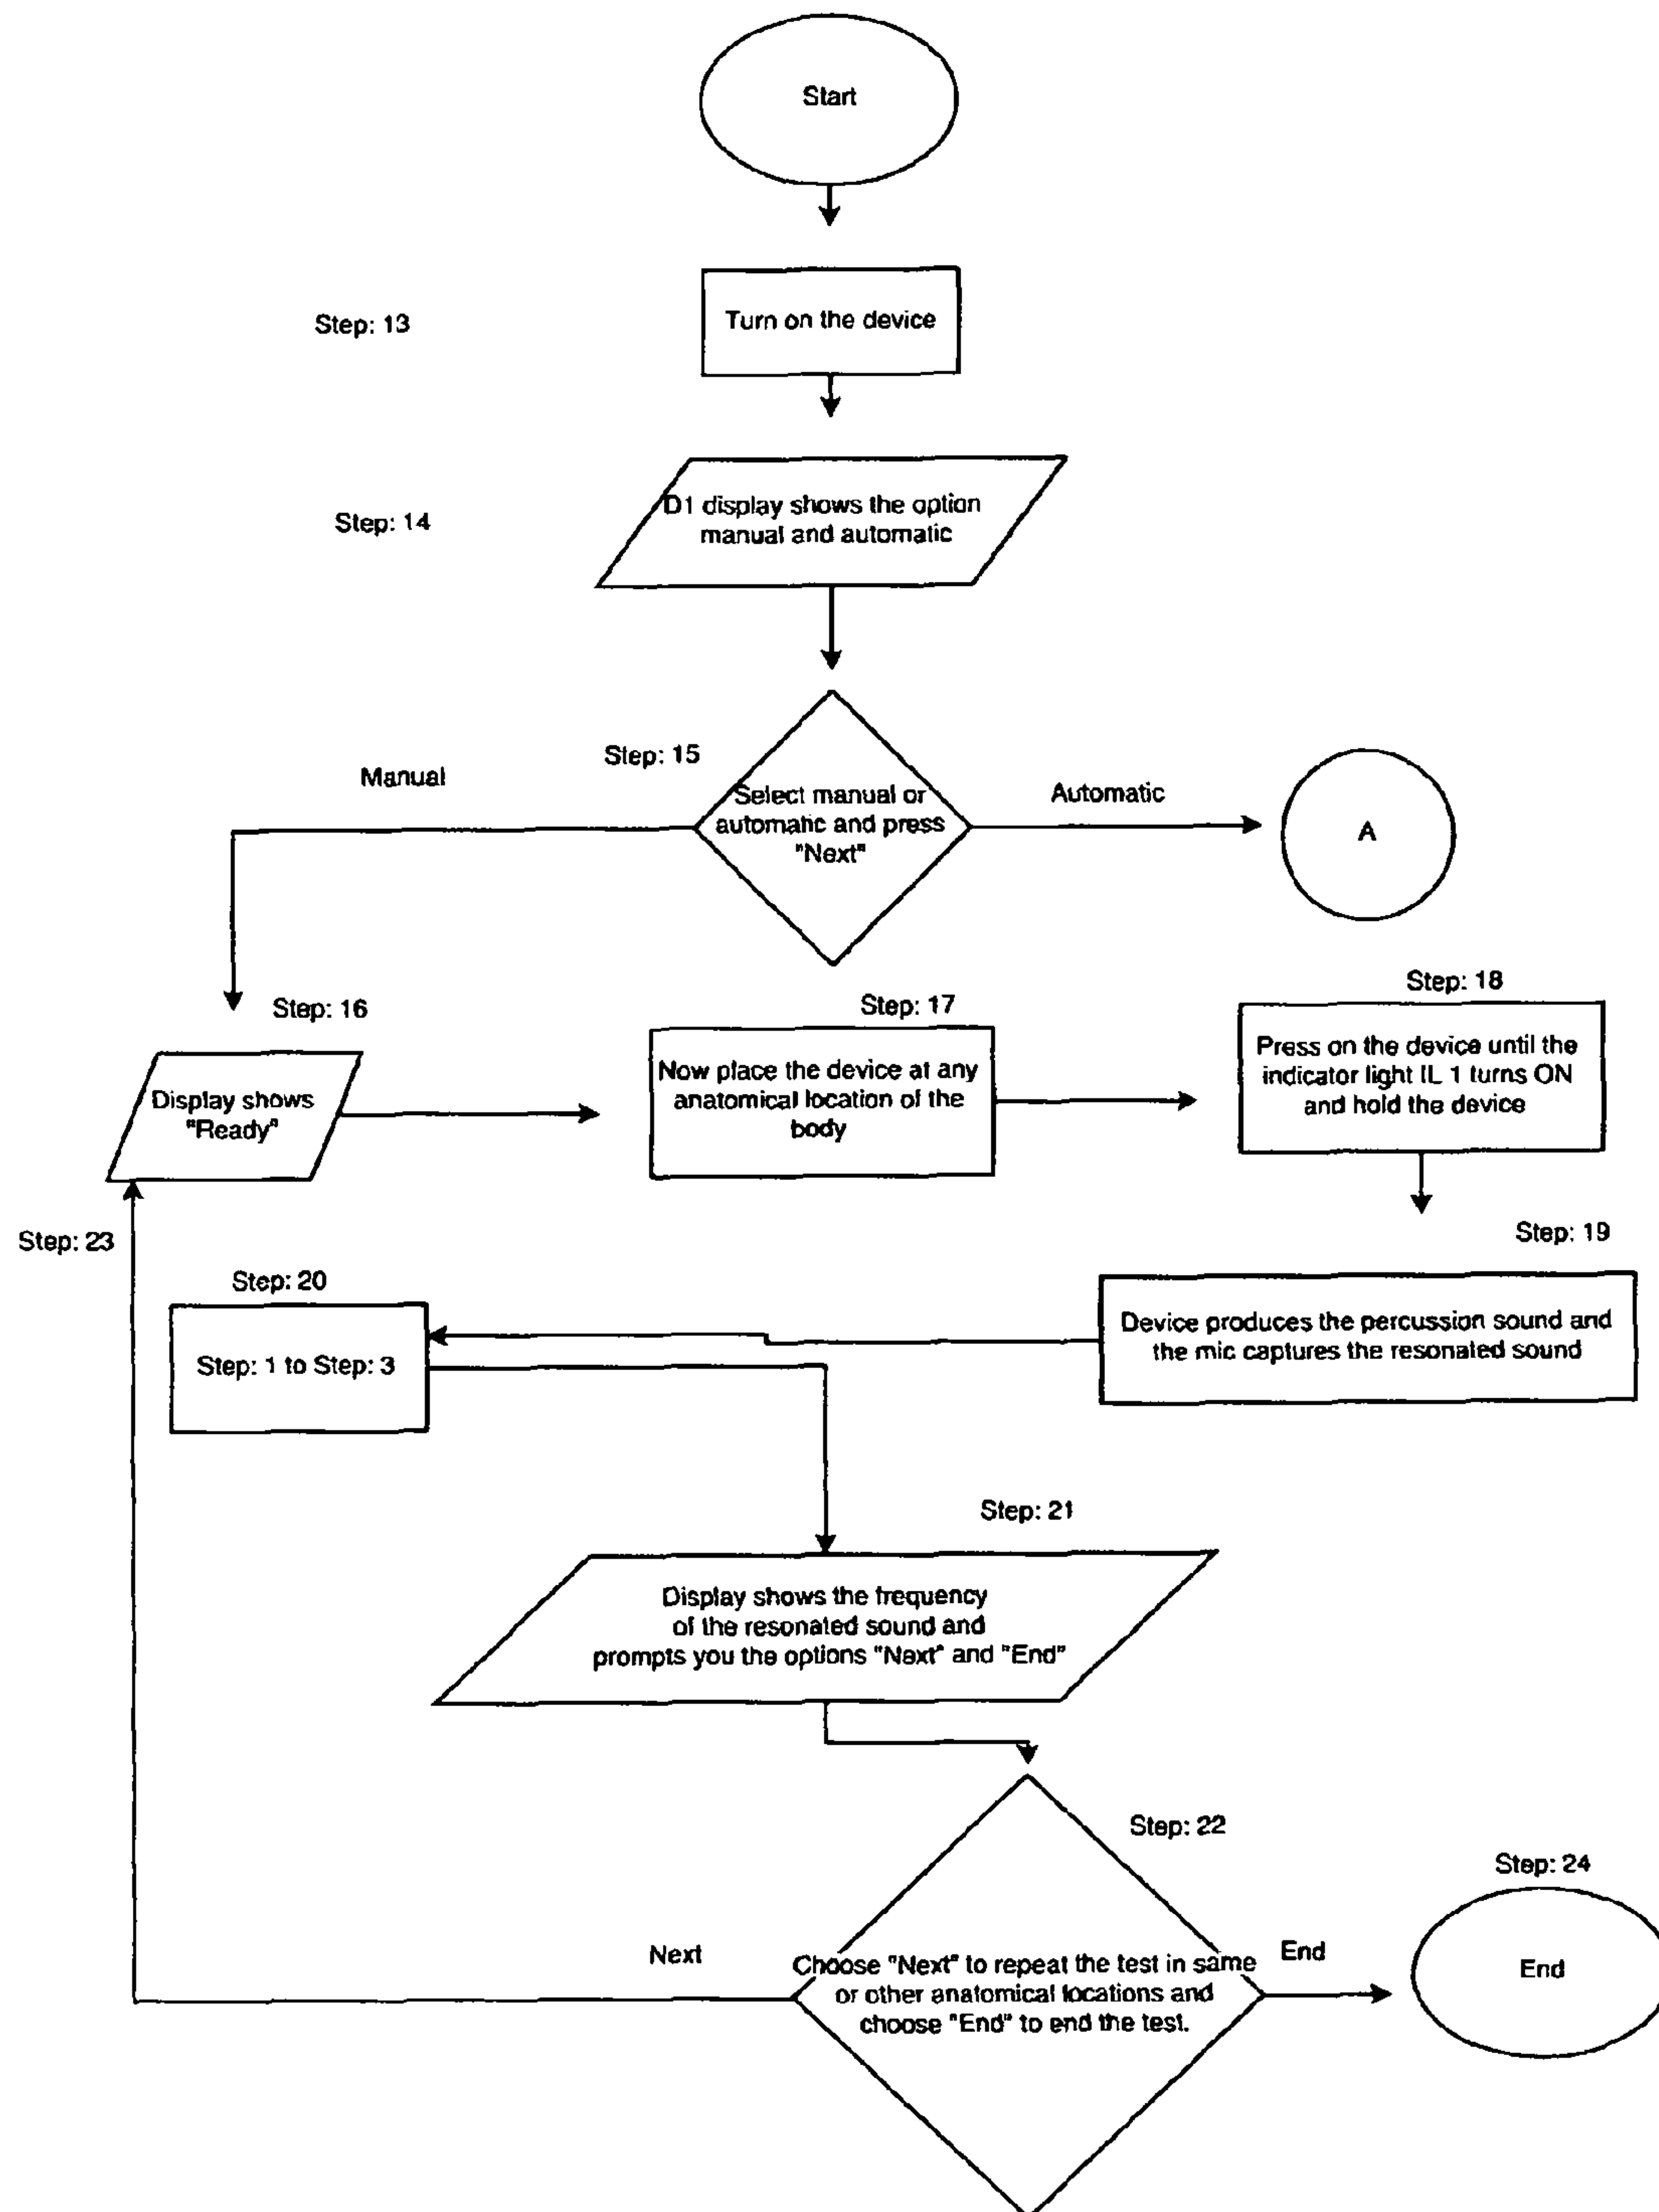 Start
Step: 13
Turn on the device
Step: 14
D1 display shows the option
manual and automatic
Step: 15
Manual
Select manual or
automatic and press
"Next"
Automatic
A
Step: 16
Display shows
"Ready"
Step: 17
Now place the device at any
anatomical location of the
body
Step: 18
Press on the device until the
indicator light IL 1 turns ON
and hold the device
Step: 19
Device produces the percussion sound and
the mic captures the resonated sound
Step: 23
Step: 20
Step: 1 to Step: 3
Step: 21
Display shows the frequency
of the resonated sound and
prompts you the options "Next" and "End"
Step: 22
Next
Choose "Next" to repeat the test in same
or other anatomical locations and
choose "End" to end the test.
End
Step: 24
End